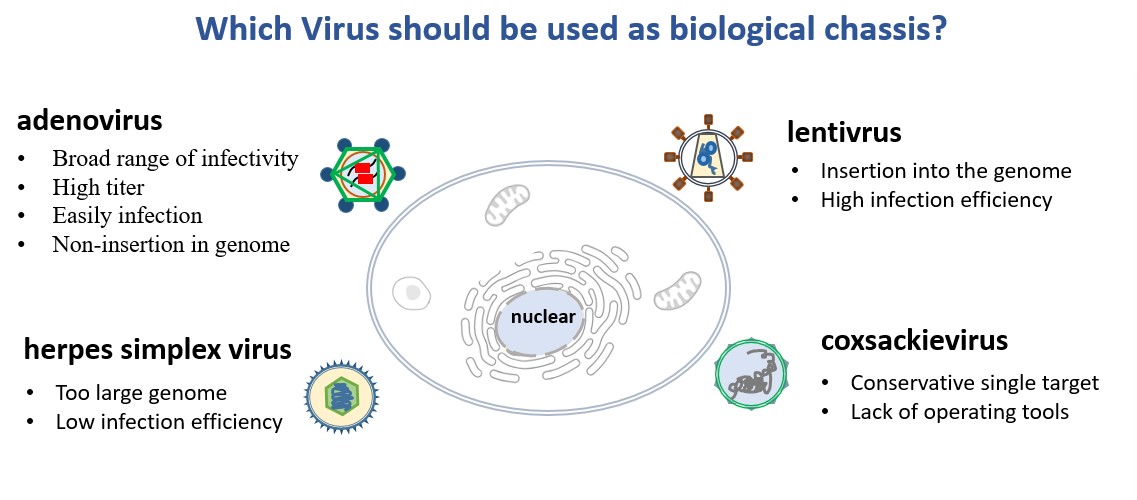 Which Virus should be used as biological chassis?
adenovirus
• Broad range of infectivity
• High titer
• Easily infection
• Non-insertion in genome
lentivrus
• Insertion into the genome
• High infection efficiency
nuclear
herpes simplex virus
• Too large genome
• Low infection efficiency
coxsackievirus
• Conservative single target
• Lack of operating tools